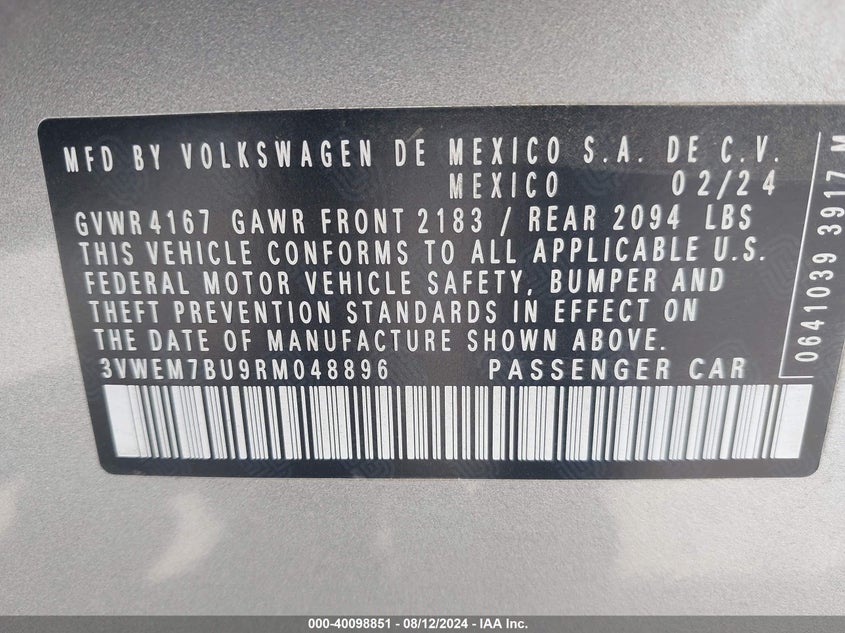 MFD BY VOLKSWAGEN DE MEXICO S.A. DE C.V.
MEXICO 02/24
GVWR 4167 GAWR FRONT 2183 / REAR 2094 LBS
THIS VEHICLE CONFORMS TO ALL APPLICABLE U.S.
FEDERAL MOTOR VEHICLE SAFETY, BUMPER AND
THEFT PREVENTION STANDARDS IN EFFECT ON
THE DATE OF MANUFACTURE SHOWN ABOVE.
3VWEM7BU9RM048896 PASSENGER CAR
0641039 3917 M
000-40098851 - 08/12/2024 - IAA Inc.